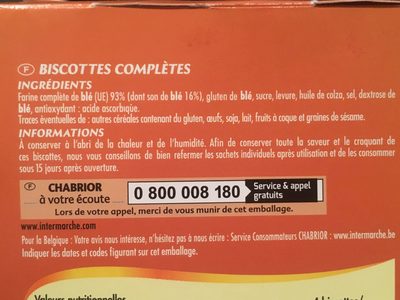 F BISCOTTES COMPLÈTES
INGRÉDIENTS
Farine complète de blé (UE) 93% (dont son de blé 16%), gluten de blé, sucre, levure, huile de colza, sel, dextrose de
blé, antioxydant : acide ascorbique.
Traces éventuelles de : autres céréales contenant du gluten, œufs, soja, lait, fruits à coque et graines de sésame.
INFORMATIONS
A conserver à l'abri de la chaleur et de l'humidité. Afin de conserver toute la saveur et le craquant de
ces biscottes, nous vous conseillons de bien refermer les sachets individuels après utilisation et de les consommer
sous 15 jours après ouverture.
F CHABRIOR
à votre écoute
0 800 008 180
Service & appel
gratuits
Lors de votre appel, merci de vous munir de cet emballage.
www.intermarche.com
Pour la Belgique : Votre avis nous intéresse, n'hésitez pas à nous écrire : Service Consommateurs CHABRIOR : www.intermarche.be
Indiquer les dates et codes figurant sur cet emballage.
Valeurs nutritionnelles